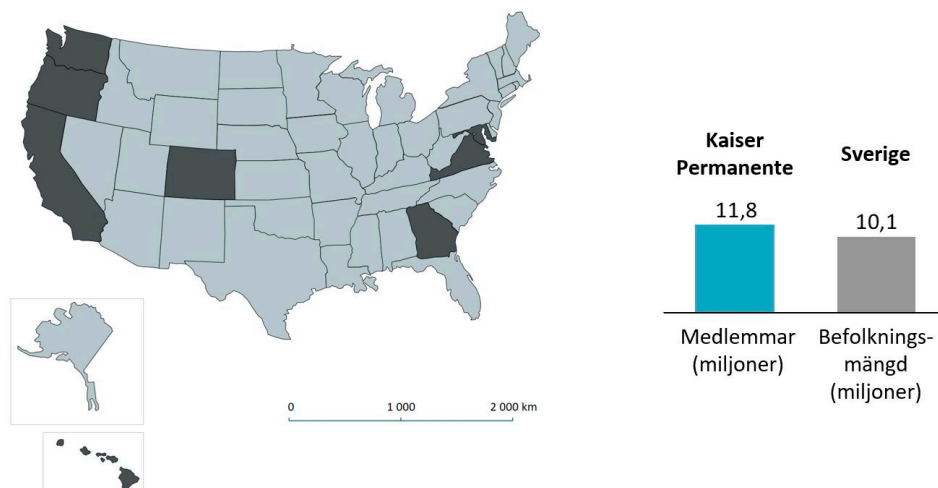 Kaiser
Permanente
Sverige
11,8
10,1
Medlemmar
(miljoner)
Befolknings-
mängd
(miljoner)
0 1 000 2 000 km